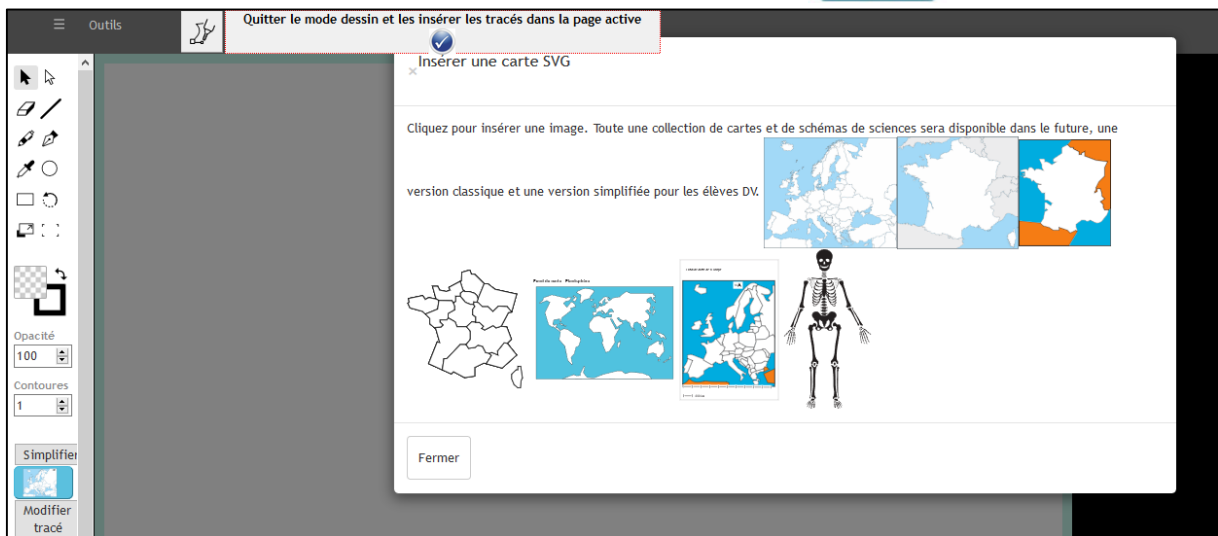 ☰ Outils
Quitter le mode dessin et les insérer les tracés dans la page active
× Insérer une carte SVG
Cliquez pour insérer une image. Toute une collection de cartes et de schémas de sciences sera disponible dans le future, une
version classique et une version simplifiée pour les élèves DV.
Fond de carte
Opacité
100
Contoures
1
Simplifier
Modifier
tracé
Fermer